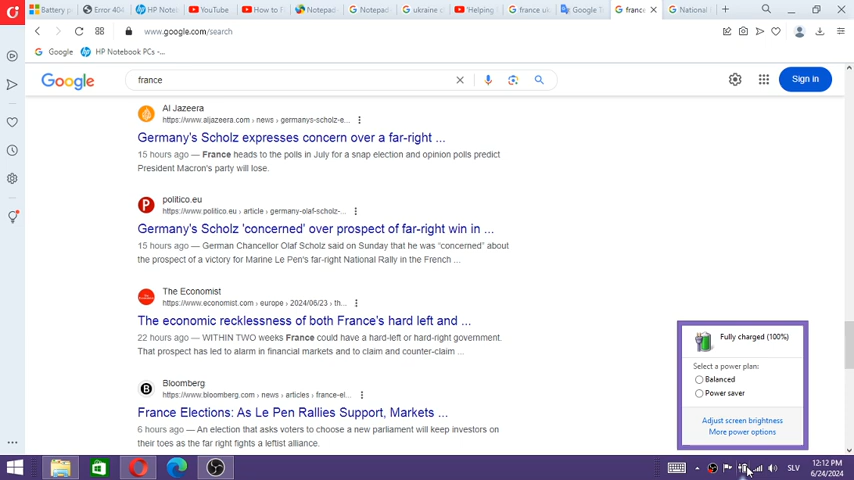 Battery p
Error 404
HP Note
YouTube
How to F
Notepad
Notepad
ukraine c
'Helping
france uk
Google T
franc
National
www.google.com/search
Google
HP Notebook PCs -...
Google
france
Sign in
Al Jazeera
https://www.aljazeera.com › news › germanys-scholz-e...
Germany's Scholz expresses concern over a far-right ...
15 hours ago — France heads to the polls in July for a snap election and opinion polls predict
President Macron's party will lose.
politico.eu
https://www.politico.eu › article › germany-olaf-scholz-...
Germany's Scholz 'concerned' over prospect of far-right win in ...
15 hours ago — German Chancellor Olaf Scholz said on Sunday that he was "concerned" about
the prospect of a victory for Marine Le Pen's far-right National Rally in the French ...
The Economist
https://www.economist.com › europe › 2024/06/23 › th...
The economic recklessness of both France's hard left and ...
22 hours ago — WITHIN TWO weeks France could have a hard-left or hard-right government.
That prospect has led to alarm in financial markets and to claim and counter-claim ...
Bloomberg
https://www.bloomberg.com › news › articles › france-el...
France Elections: As Le Pen Rallies Support, Markets ...
6 hours ago — An election that asks voters to choose a new parliament will keep investors on
their toes as the far right fights a leftist alliance.
Fully charged (100%)
Select a power plan:
Balanced
Power saver
Adjust screen brightness
More power options
SLV
12:12 PM
6/24/2024